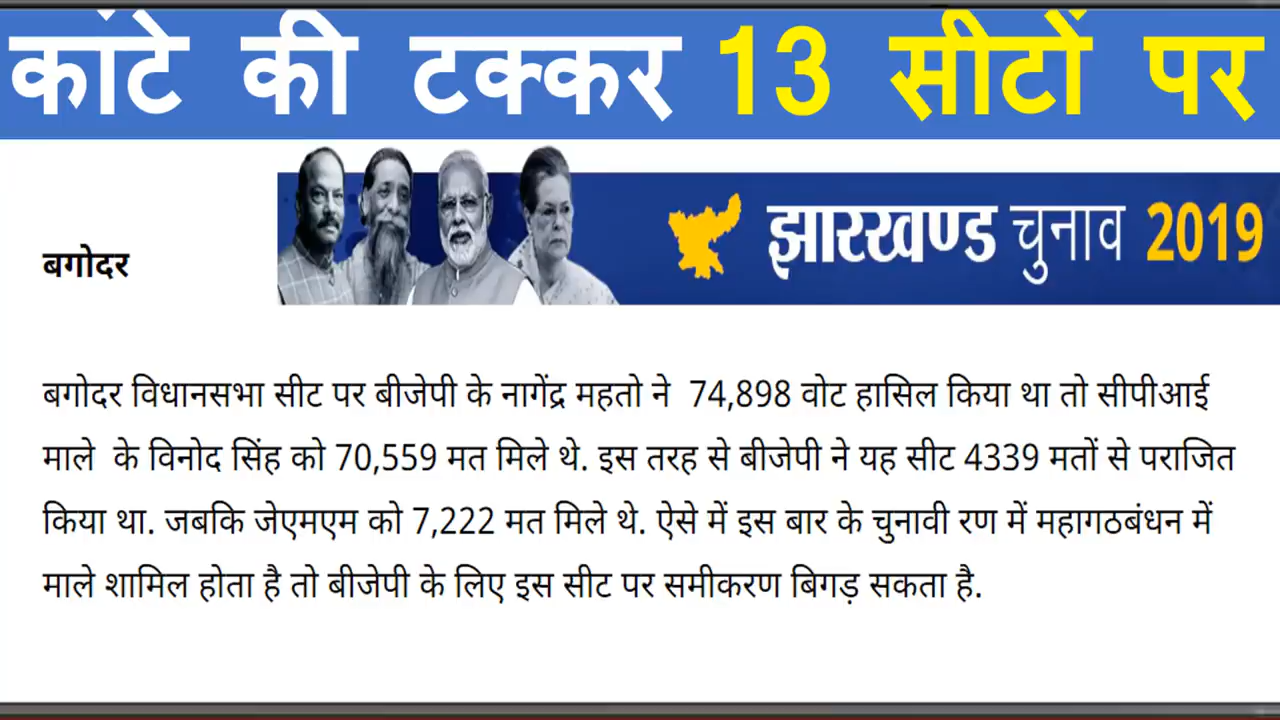 कांटे की टक्कर 13 सीटों पर
झारखण्ड चुनाव 2019
बगोदर
बगोदर विधानसभा सीट पर बीजेपी के नागेंद्र महतो ने 74,898 वोट हासिल किया था तो सीपीआई
माले के विनोद सिंह को 70,559 मत मिले थे. इस तरह से बीजेपी ने यह सीट 4339 मतों से पराजित
किया था. जबकि जेएमएम को 7,222 मत मिले थे. ऐसे में इस बार के चुनावी रण में महागठबंधन में
माले शामिल होता है तो बीजेपी के लिए इस सीट पर समीकरण बिगड़ सकता है.